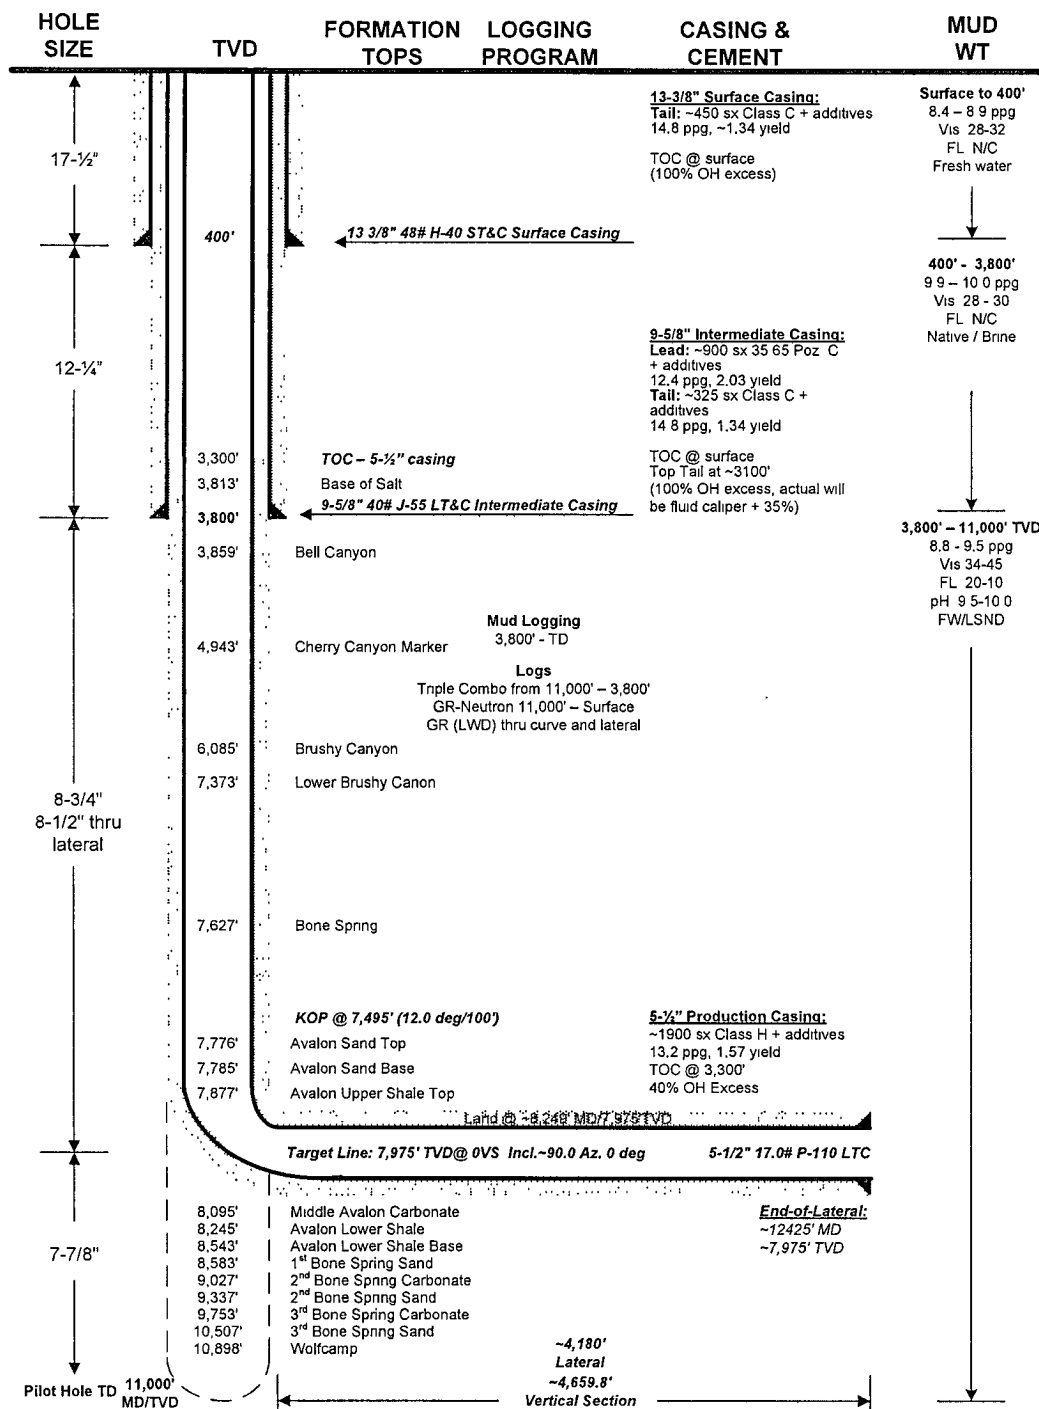 HOLE SIZE
TVD
FORMATION TOPS
LOGGING PROGRAM
CASING & CEMENT
MUD WT
17-½"
400'
13 3/8" 48# H-40 ST&C Surface Casing
13-3/8" Surface Casing:
Tail: ~450 sx Class C + additives
14.8 ppg, ~1.34 yield
TOC @ surface
(100% OH excess)
Surface to 400'
8.4 – 8 9 ppg
Vis 28-32
FL N/C
Fresh water
12-¼"
400' - 3,800'
9 9 – 10 0 ppg
Vis 28 - 30
FL N/C
Native / Brine
9-5/8" Intermediate Casing:
Lead: ~900 sx 35 65 Poz C
+ additives
12.4 ppg, 2.03 yield
Tail: ~325 sx Class C +
additives
14 8 ppg, 1.34 yield
TOC @ surface
Top Tail at ~3100'
(100% OH excess, actual will
be fluid caliper + 35%)
3,300' TOC – 5-½" casing
3,813' Base of Salt
9-5/8" 40# J-55 LT&C Intermediate Casing
3,800'
3,800' – 11,000' TVD
8.8 - 9.5 ppg
Vis 34-45
FL 20-10
pH 9 5-10 0
FW/LSND
3,859' Bell Canyon
Mud Logging
3,800' - TD
4,943' Cherry Canyon Marker
Logs
Triple Combo from 11,000' – 3,800'
GR-Neutron 11,000' – Surface
GR (LWD) thru curve and lateral
6,085' Brushy Canyon
7,373' Lower Brushy Canon
8-3/4"
8-1/2" thru
lateral
7,627' Bone Spring
KOP @ 7,495' (12.0 deg/100')
7,776' Avalon Sand Top
7,785' Avalon Sand Base
7,877' Avalon Upper Shale Top
5-½" Production Casing:
~1900 sx Class H + additives
13.2 ppg, 1.57 yield
TOC @ 3,300'
40% OH Excess
Land @ ~8,249' MD/7,975'TVD
Target Line: 7,975' TVD@ 0VS Incl.~90.0 Az. 0 deg
5-1/2" 17.0# P-110 LTC
7-7/8"
8,095' Middle Avalon Carbonate
8,245' Avalon Lower Shale
8,543' Avalon Lower Shale Base
8,583' 1st Bone Spring Sand
9,027' 2nd Bone Spring Carbonate
9,337' 2nd Bone Spring Sand
9,753' 3rd Bone Spring Carbonate
10,507' 3rd Bone Spring Sand
10,898' Wolfcamp
End-of-Lateral:
~12425' MD
~7,975' TVD
~4,180'
Lateral
~4,659.8'
Vertical Section
Pilot Hole TD 11,000'
MD/TVD